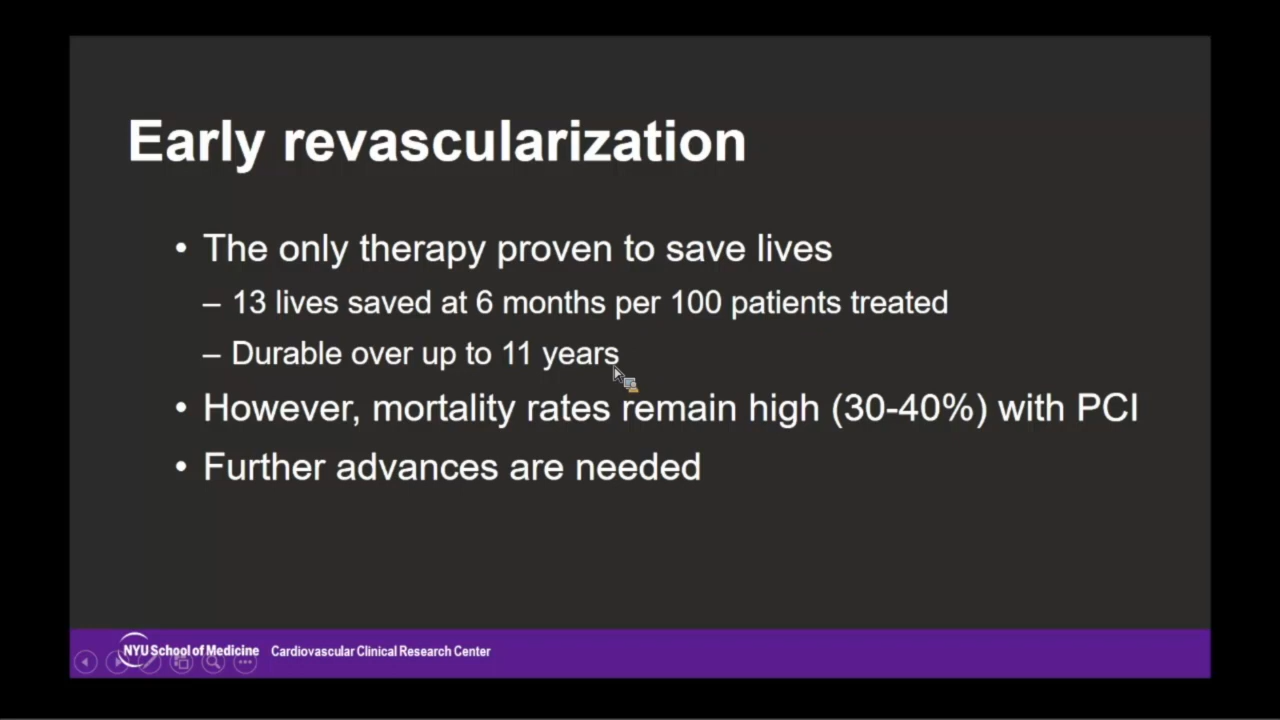 Early revascularization
• The only therapy proven to save lives
– 13 lives saved at 6 months per 100 patients treated
– Durable over up to 11 years
• However, mortality rates remain high (30-40%) with PCI
• Further advances are needed
NYU School of Medicine Cardiovascular Clinical Research Center